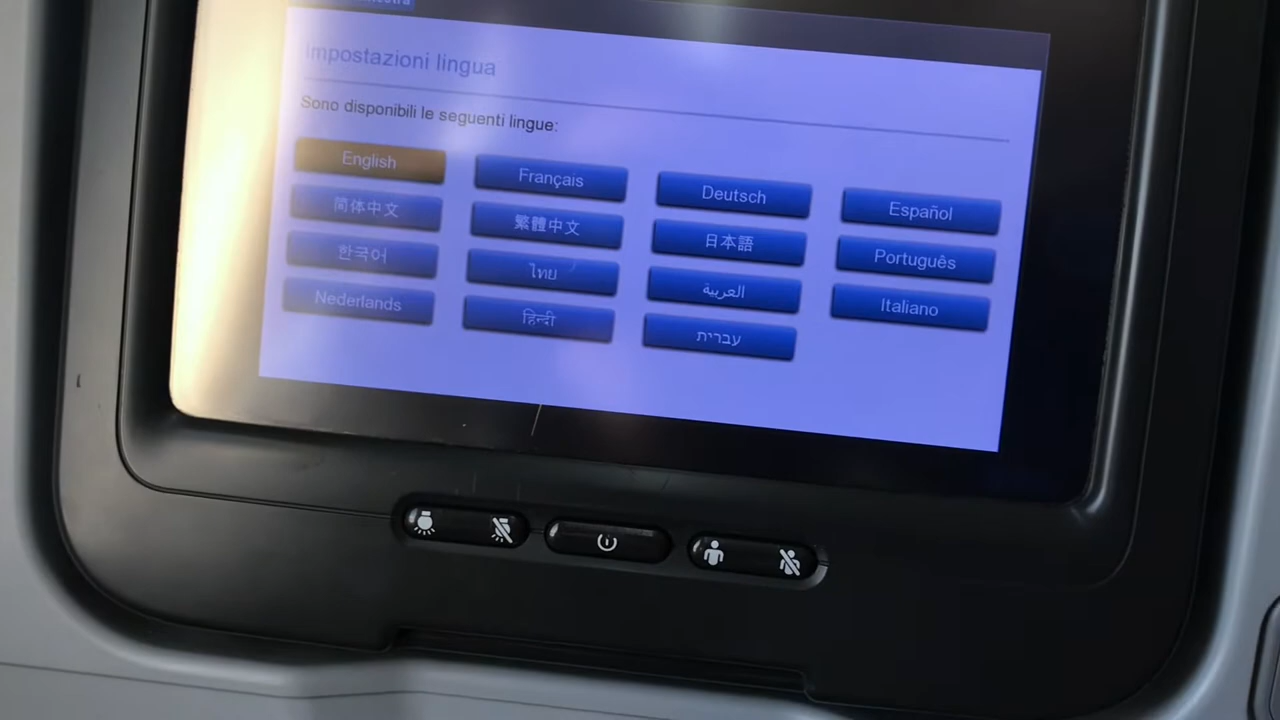 Impostazioni lingua
Sono disponibili le seguenti lingue:
English Français Deutsch Español
简体中文 繁體中文 日本語 Português
한국어 ไทย العربية Italiano
Nederlands हिन्दी עברית